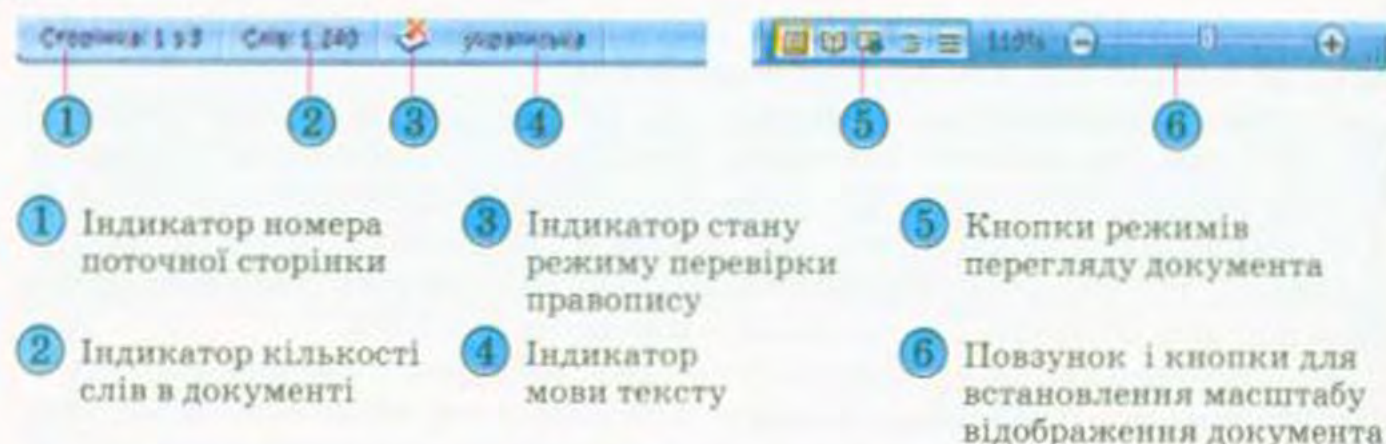 Сторінка: 1 з 3 Слів: 1 240 українська
110%
1 2 3 4 5 6
1 Індикатор номера
поточної сторінки
2 Індикатор кількості
слів в документі
3 Індикатор стану
режиму перевірки
правопису
4 Індикатор
мови тексту
5 Кнопки режимів
перегляду документа
6 Повзунок і кнопки для
встановлення масштабу
відображення документа